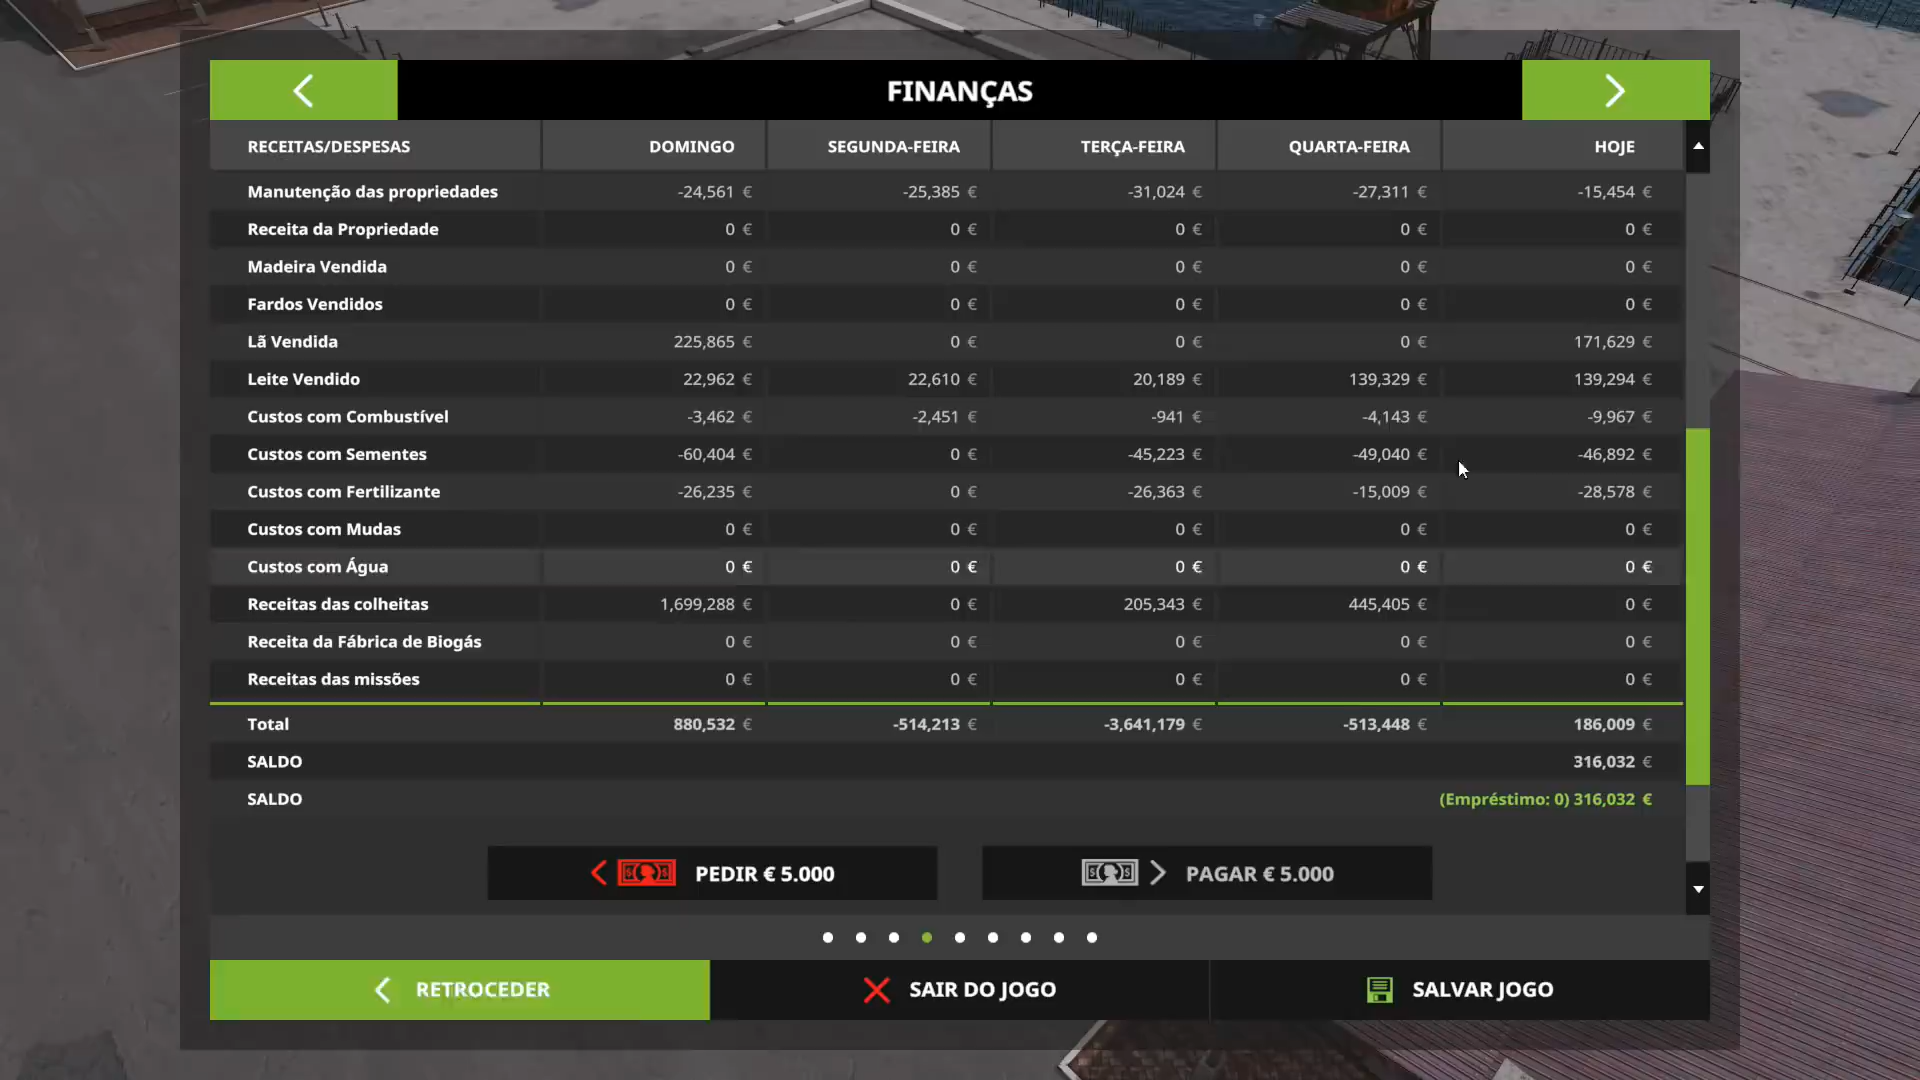 FINANÇAS
RECEITAS/DESPESAS DOMINGO SEGUNDA-FEIRA TERÇA-FEIRA QUARTA-FEIRA HOJE
Manutenção das propriedades -24,561 € -25,385 € -31,024 € -27,311 € -15,454 €
Receita da Propriedade 0 € 0 € 0 € 0 € 0 €
Madeira Vendida 0 € 0 € 0 € 0 € 0 €
Fardos Vendidos 0 € 0 € 0 € 0 € 0 €
Lã Vendida 225,865 € 0 € 0 € 0 € 171,629 €
Leite Vendido 22,962 € 22,610 € 20,189 € 139,329 € 139,294 €
Custos com Combustível -3,462 € -2,451 € -941 € -4,143 € -9,967 €
Custos com Sementes -60,404 € 0 € -45,223 € -49,040 € -46,892 €
Custos com Fertilizante -26,235 € 0 € -26,363 € -15,009 € -28,578 €
Custos com Mudas 0 € 0 € 0 € 0 € 0 €
Custos com Água 0 € 0 € 0 € 0 € 0 €
Receitas das colheitas 1,699,288 € 0 € 205,343 € 445,405 € 0 €
Receita da Fábrica de Biogás 0 € 0 € 0 € 0 € 0 €
Receitas das missões 0 € 0 € 0 € 0 € 0 €
Total 880,532 € -514,213 € -3,641,179 € -513,448 € 186,009 €
SALDO 316,032 €
SALDO (Empréstimo: 0) 316,032 €
PEDIR € 5.000 PAGAR € 5.000
RETROCEDER SAIR DO JOGO SALVAR JOGO